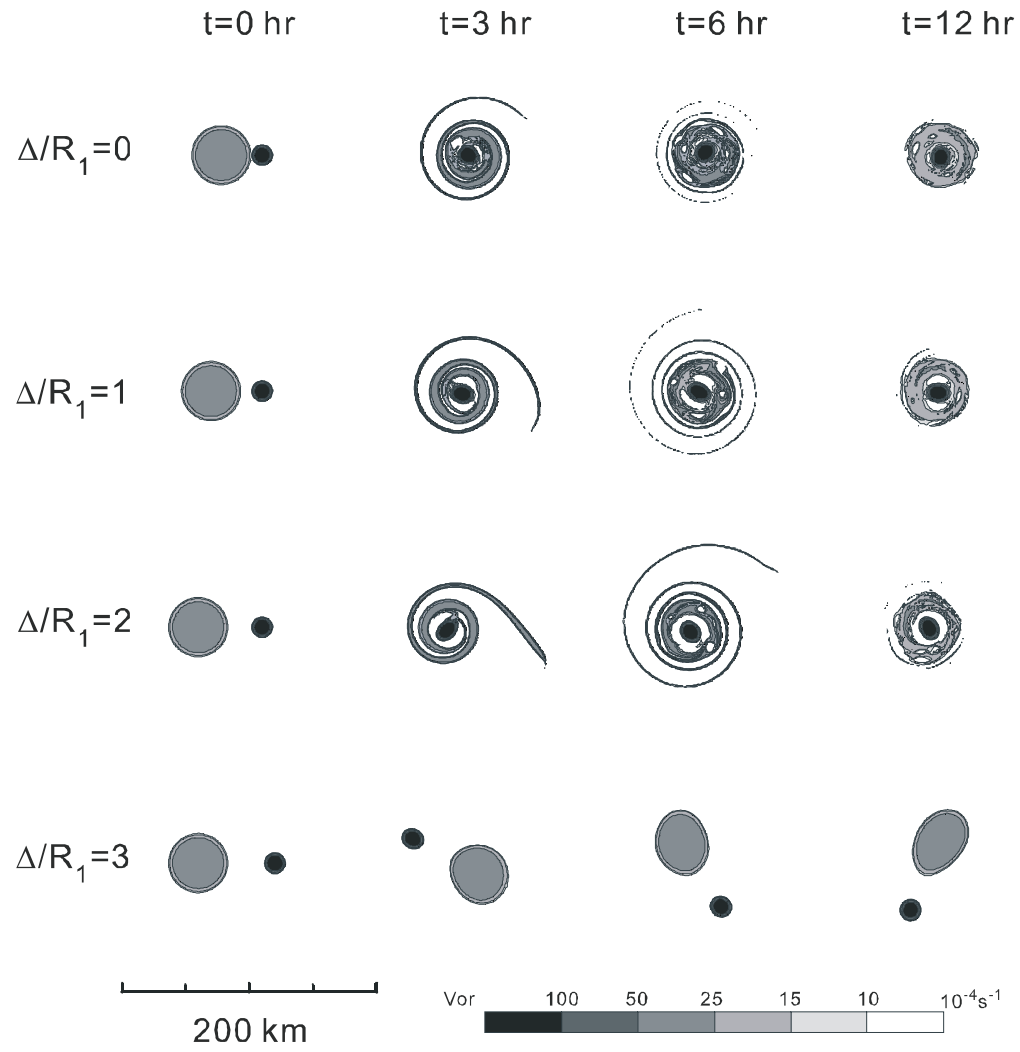 t=0 hr t=3 hr t=6 hr t=12 hr
Δ/R₁=0
Δ/R₁=1
Δ/R₁=2
Δ/R₁=3
200 km
Vor 100 50 25 15 10 10⁻⁴s⁻¹